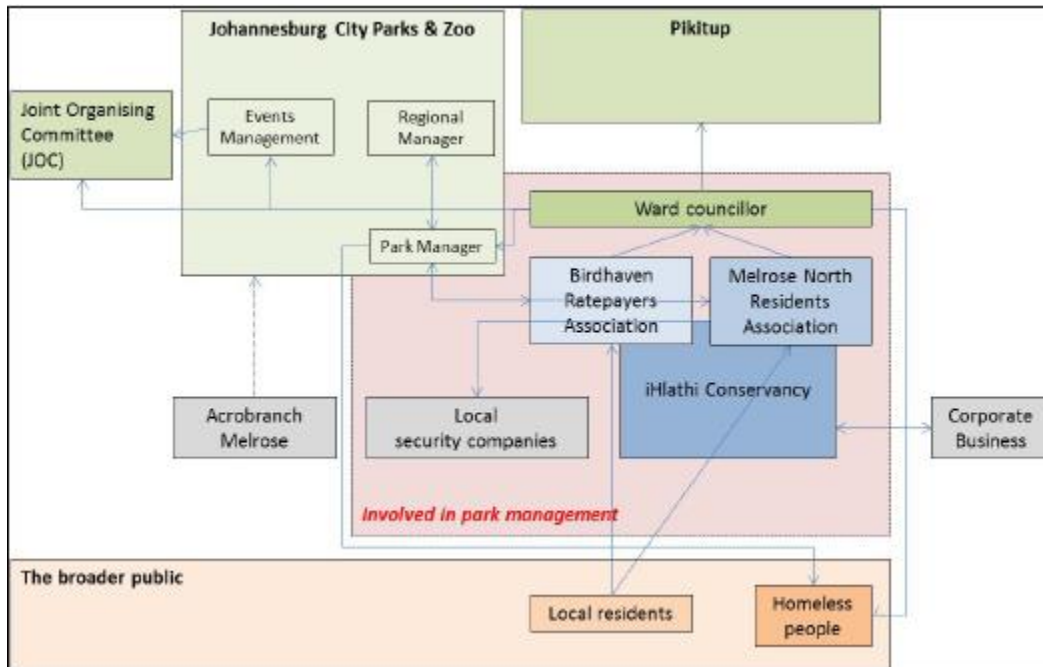 Johannesburg City Parks & Zoo
Pikitup
Joint Organising
Committee
(JOC)
Events
Management
Regional
Manager
Ward councillor
Park Manager
Birdhaven
Ratepayers
Association
Melrose North
Residents
Association
iHlathi Conservancy
Acrobranch
Melrose
Local
security companies
Corporate
Business
Involved in park management
The broader public
Local residents
Homeless
people